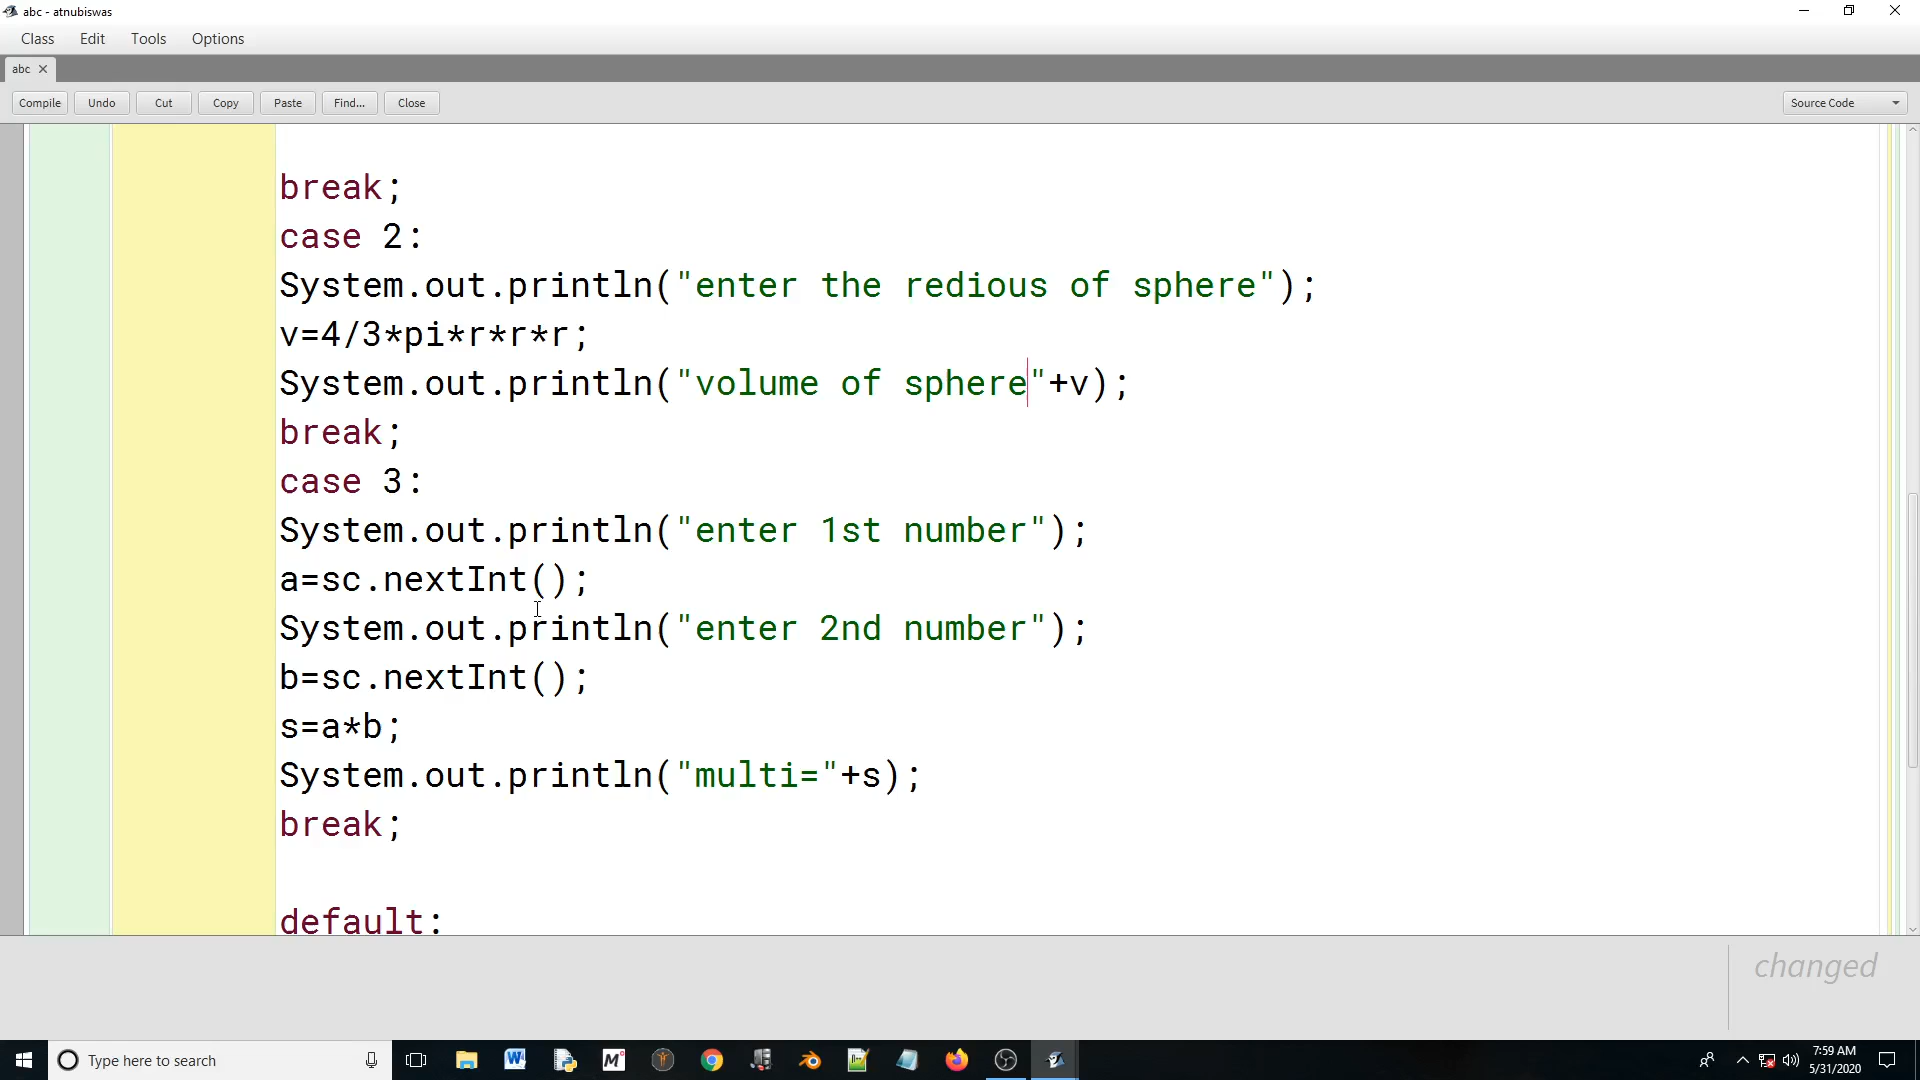 abc - atnubiswas
Class Edit Tools Options
abc
Compile Undo Cut Copy Paste Find... Close Source Code
break;
case 2:
System.out.println("enter the redious of sphere");
v=4/3*pi*r*r*r;
System.out.println("volume of sphere"+v);
break;
case 3:
System.out.println("enter 1st number");
a=sc.nextInt();
System.out.println("enter 2nd number");
b=sc.nextInt();
s=a*b;
System.out.println("multi="+s);
break;
default:
changed
Type here to search
7:59 AM
5/31/2020